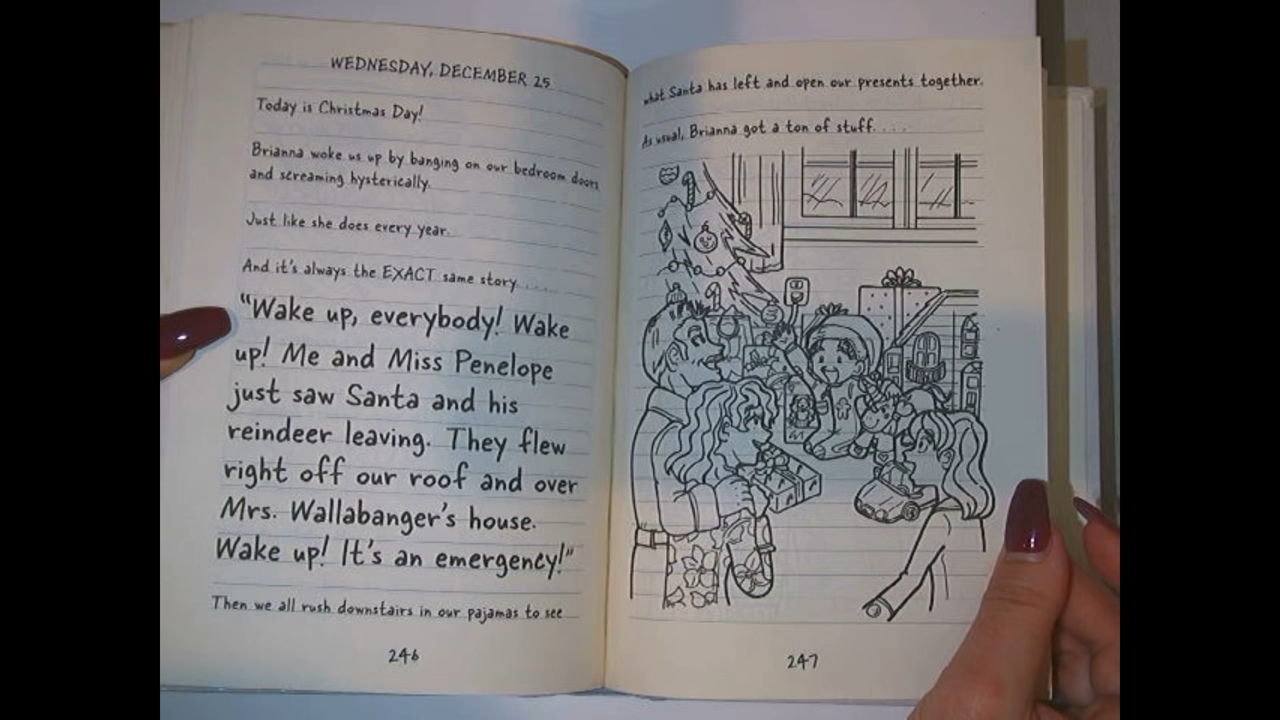 WEDNESDAY, DECEMBER 25
Today is Christmas Day!
Brianna woke us up by banging on our bedroom doors
and screaming hysterically.
Just like she does every year.
And it's always the EXACT same story. . . .
"Wake up, everybody! Wake
up! Me and Miss Penelope
just saw Santa and his
reindeer leaving. They flew
right off our roof and over
Mrs. Wallabanger's house.
Wake up! It's an emergency!"
Then we all rush downstairs in our pajamas to see
246
what Santa has left and open our presents together.
As usual, Brianna got a ton of stuff. . . .
247